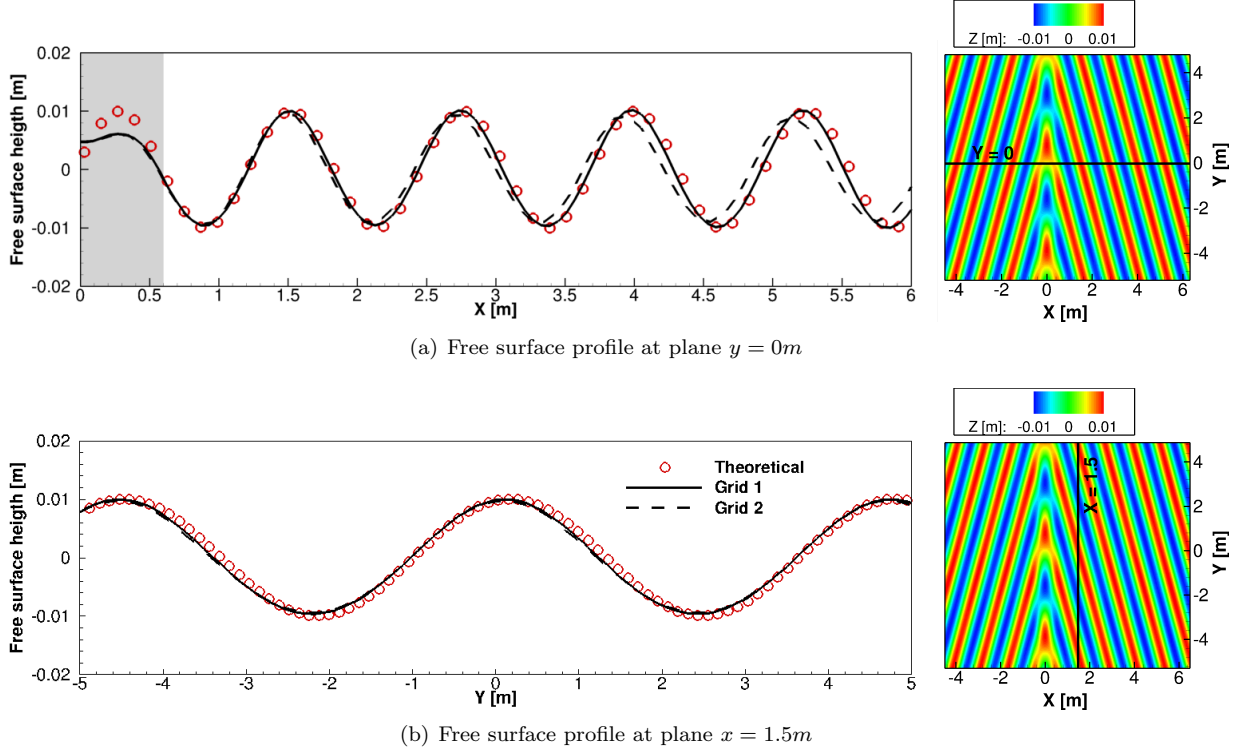 0.02
0.01
0
-0.01
-0.02
Free surface heigth [m]
0 0.5 1 1.5 2 2.5 3 3.5 4 4.5 5 5.5 6
X [m]
Z [m]: -0.01 0 0.01
Y = 0
4
2
0
-2
-4
Y [m]
-4 -2 0 2 4 6
X [m]
(a) Free surface profile at plane y = 0m
0.02
0.01
0
-0.01
-0.02
Free surface heigth [m]
Theoretical
Grid 1
Grid 2
-5 -4 -3 -2 -1 0 1 2 3 4 5
Y [m]
Z [m]: -0.01 0 0.01
X = 1.5
4
2
0
-2
-4
Y [m]
-4 -2 0 2 4 6
X [m]
(b) Free surface profile at plane x = 1.5m